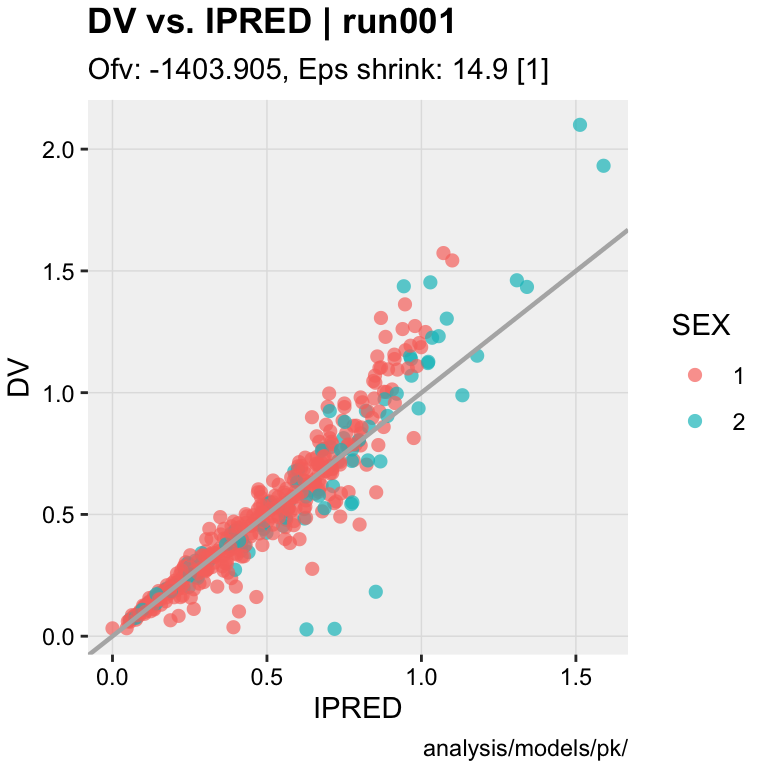 DV vs. IPRED | run001
Ofv: -1403.905, Eps shrink: 14.9 [1]
2.0
1.5
1.0
0.5
0.0
DV
0.0 0.5 1.0 1.5
IPRED
SEX
1
2
analysis/models/pk/